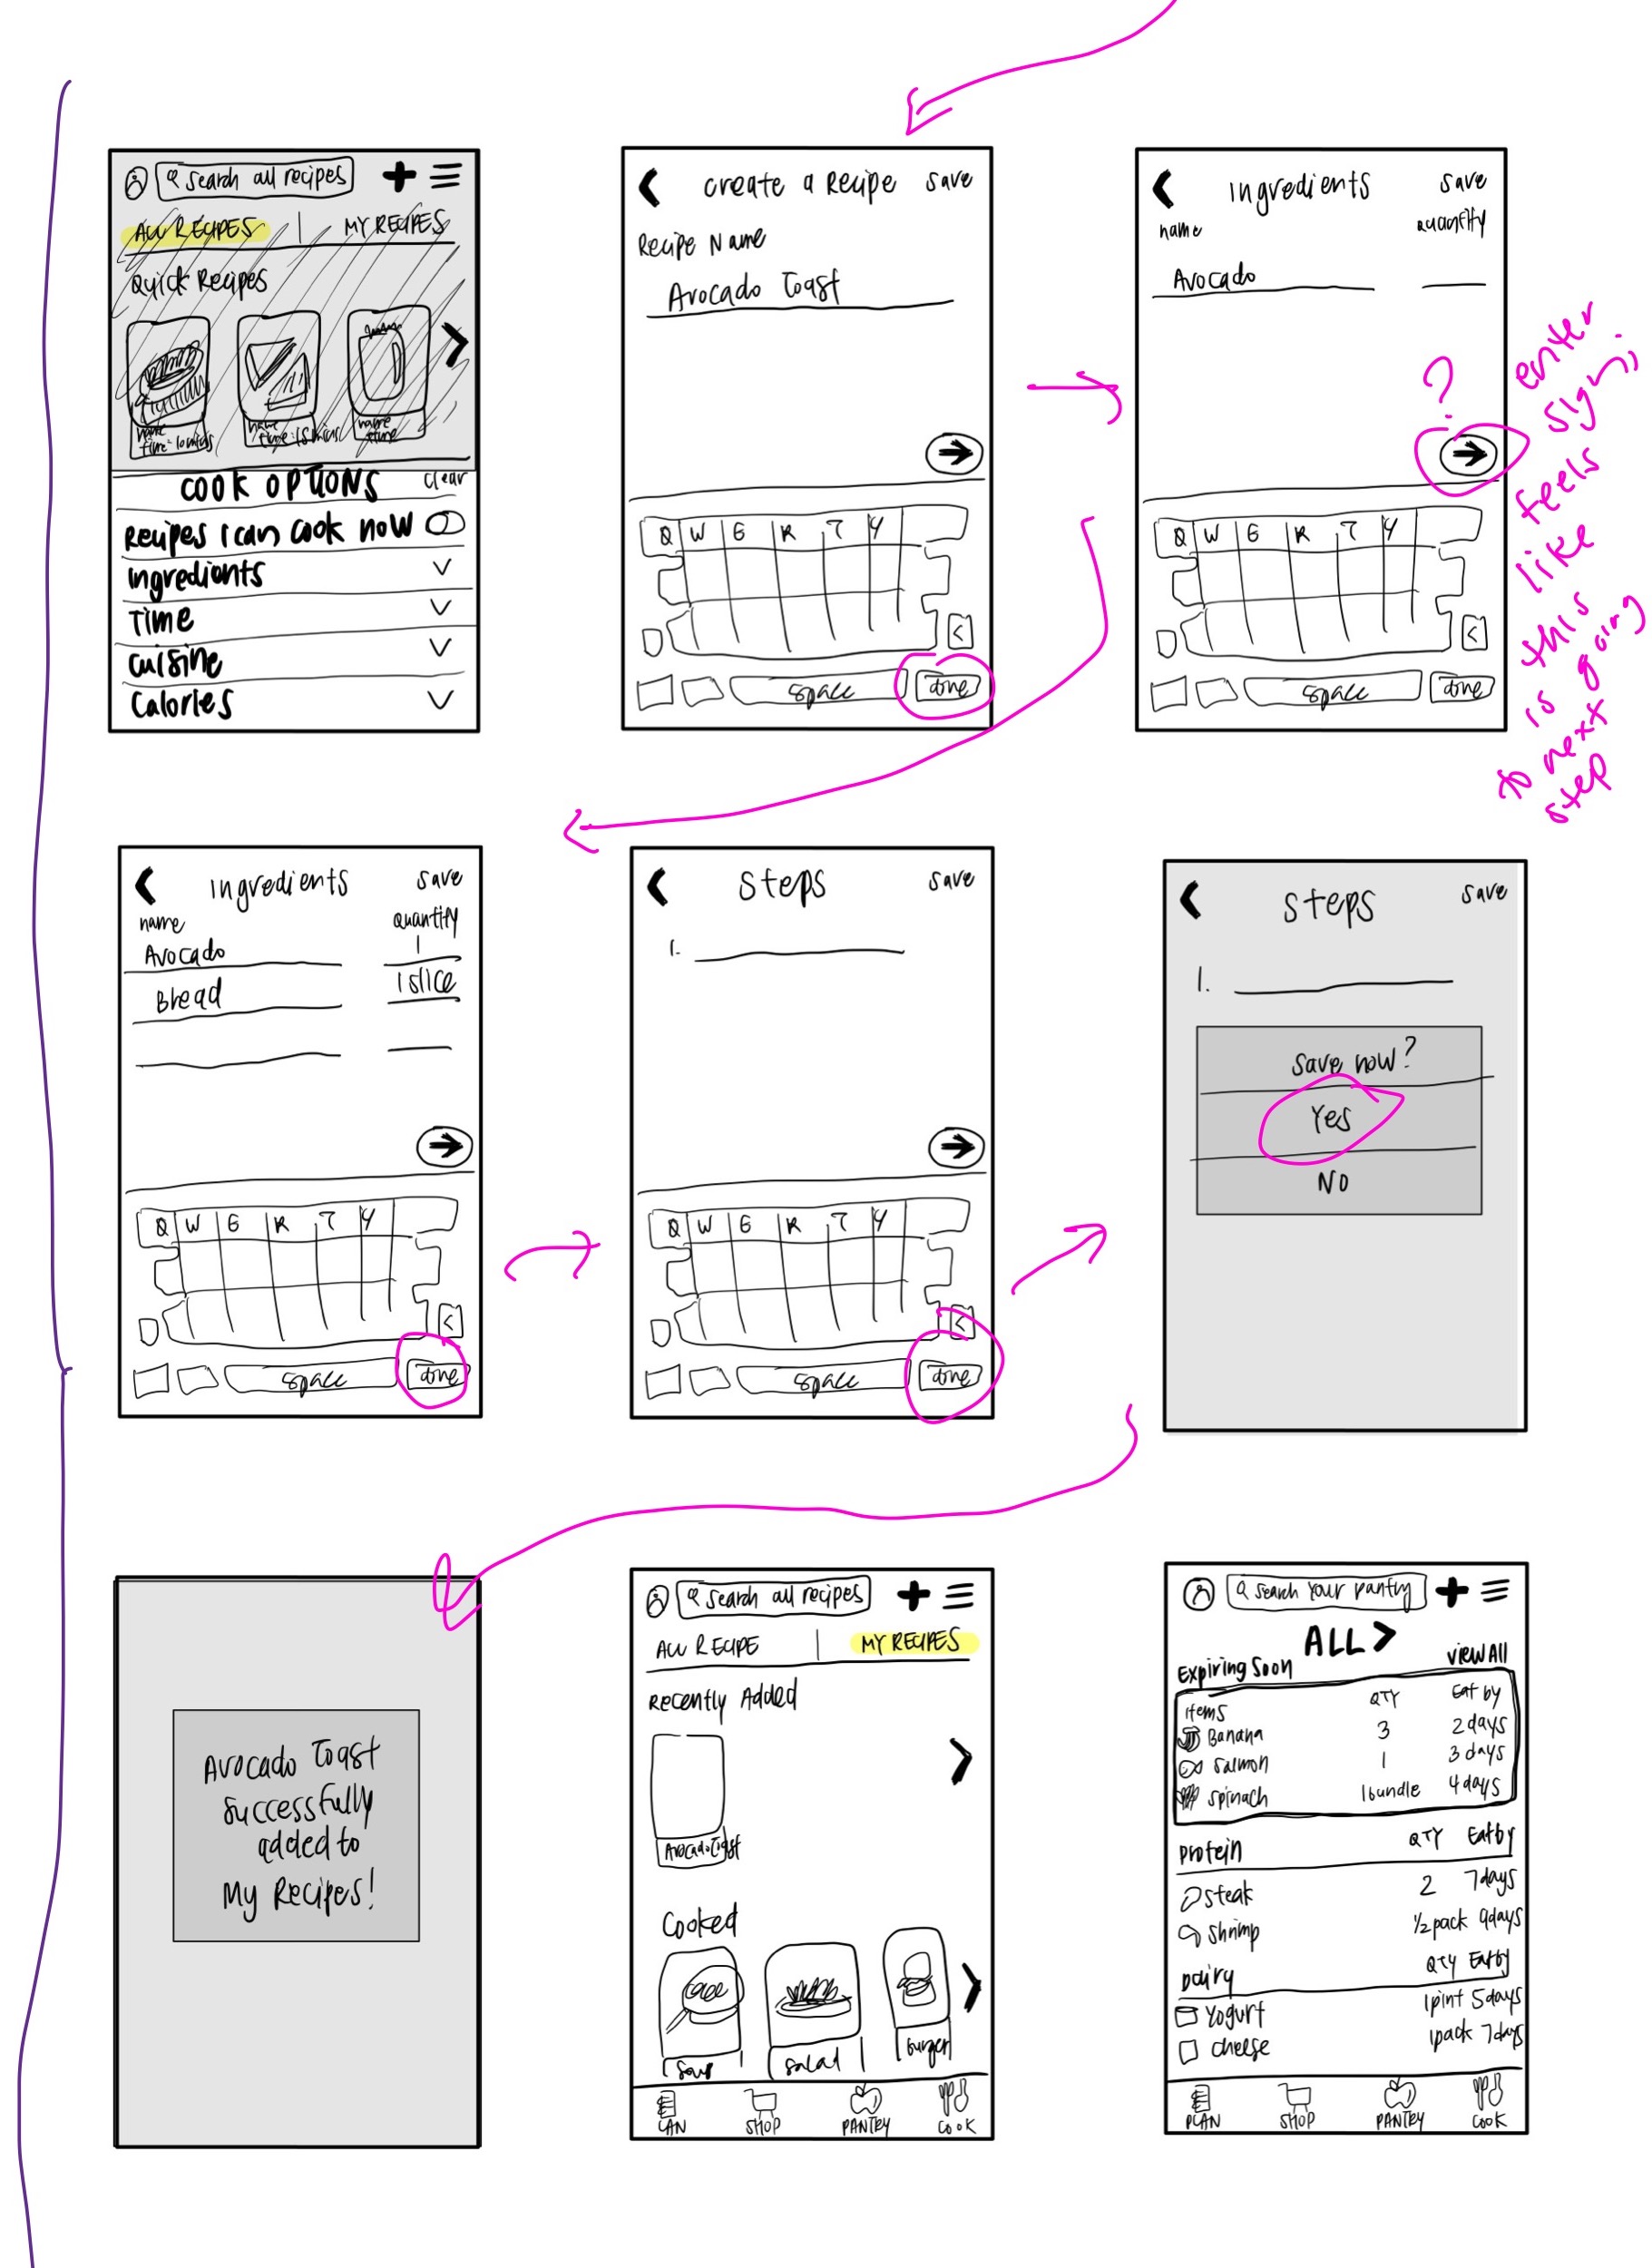 Search all recipes
ALL RECIPES | MY RECIPES
Quick Recipes
name
time: 10 mins
name
time: 15 mins
name
time
COOK OPTIONS clear
Recipes I can cook now
Ingredients
Time
Cuisine
Calories
Create a Recipe Save
Recipe Name
Avocado Toast
Q W E R T Y
space done
Ingredients Save
name Quantity
Avocado
?
Q W E R T Y
space done
enter sign;
feels like
this is going
to next
step
Ingredients Save
name Quantity
Avocado 1
Bread 1 slice
Q W E R T Y
space done
Steps Save
1.
Q W E R T Y
space done
Steps Save
1.
Save now?
Yes
No
Avocado Toast
Successfully
added to
My Recipes!
Search all recipes
ALL RECIPE | MY RECIPES
Recently Added
Avocado Toast
Cooked
Soup Salad Burger
PLAN SHOP PANTRY COOK
Search Your Pantry
ALL >
Expiring Soon View All
Items QTY Eat by
Banana 3 2 days
Salmon 1 3 days
Spinach 1 bundle 4 days
Protein QTY Eat by
Steak 2 7 days
Shrimp 1/2 pack 9 days
Dairy QTY Eat by
Yogurt 1 pint 5 days
Cheese 1 pack 7 days
PLAN SHOP PANTRY COOK